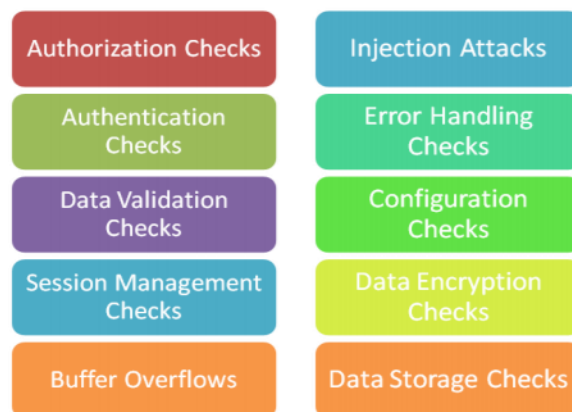 Authorization Checks
Authentication
Checks
Data Validation
Checks
Session Management
Checks
Buffer Overflows
Injection Attacks
Error Handling
Checks
Configuration
Checks
Data Encryption
Checks
Data Storage Checks